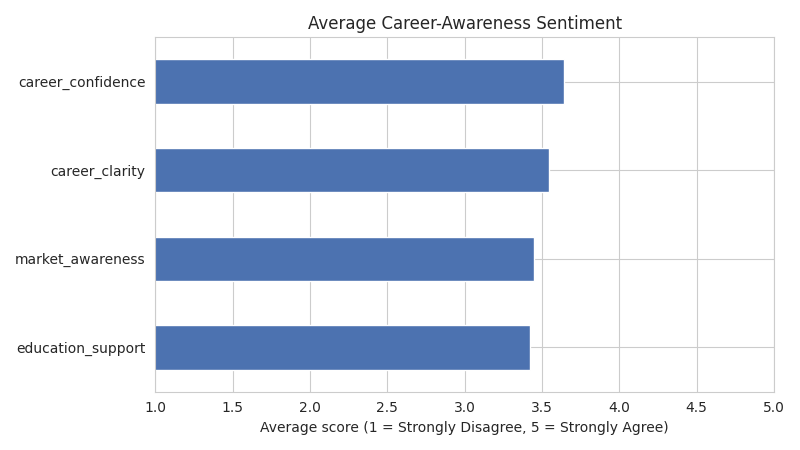 Average Career-Awareness Sentiment
career_confidence
career_clarity
market_awareness
education_support
1.0 1.5 2.0 2.5 3.0 3.5 4.0 4.5 5.0
Average score (1 = Strongly Disagree, 5 = Strongly Agree)